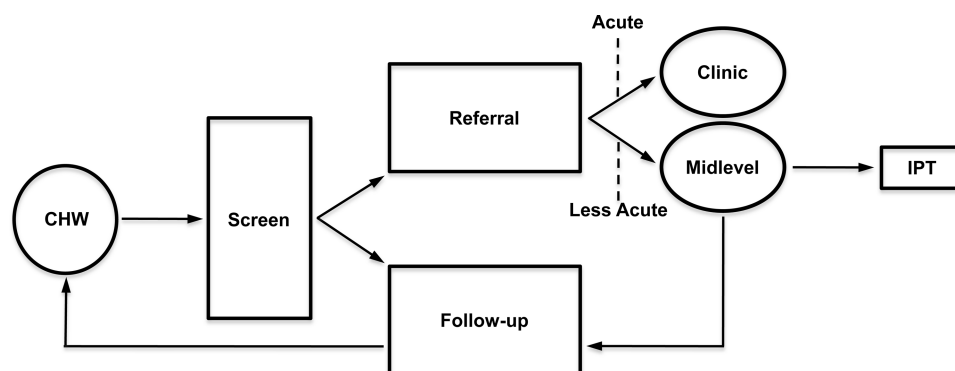 Acute
Clinic
Referral
Midlevel
IPT
CHW
Screen
Less Acute
Follow-up